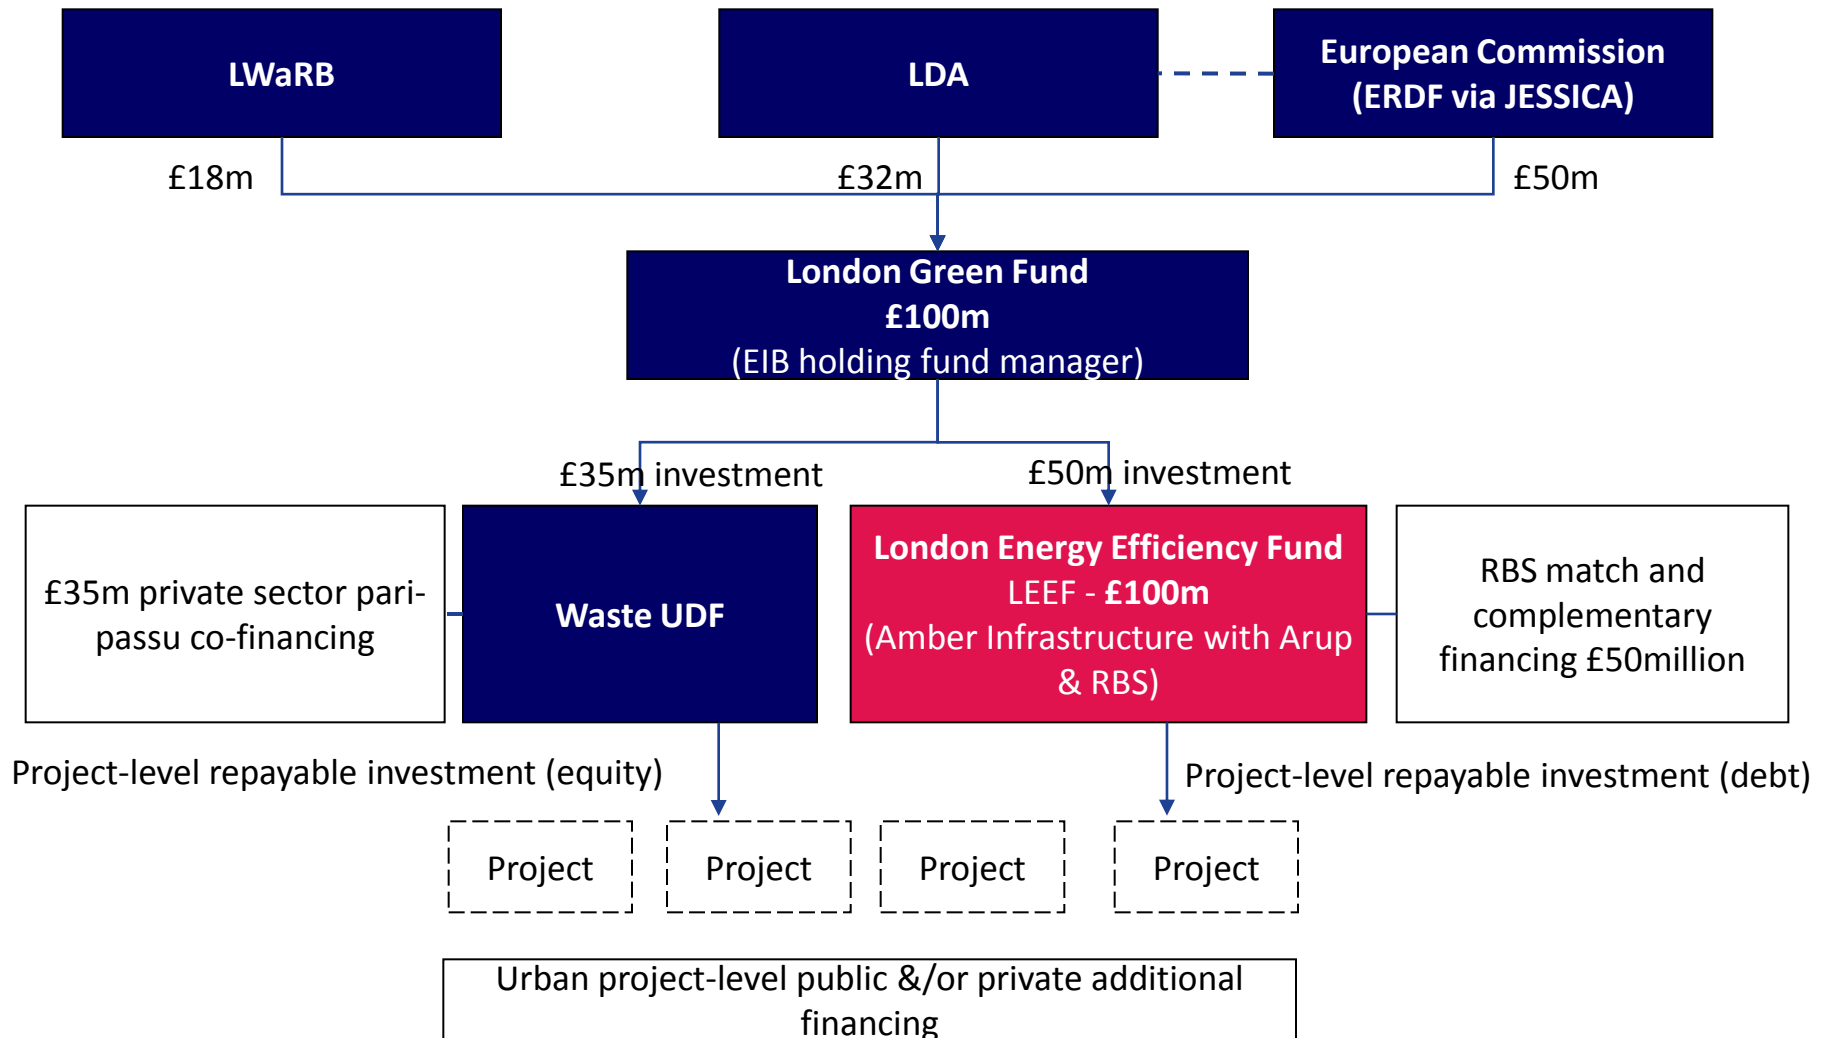 LWaRB
LDA
European Commission
(ERDF via JESSICA)
£18m
£32m
£50m
London Green Fund
£100m
(EIB holding fund manager)
£35m investment
£50m investment
£35m private sector pari-
passu co-financing
Waste UDF
London Energy Efficiency Fund
LEEF - £100m
(Amber Infrastructure with Arup
& RBS)
RBS match and
complementary
financing £50million
Project-level repayable investment (equity)
Project-level repayable investment (debt)
Project
Project
Project
Project
Urban project-level public &/or private additional
financing